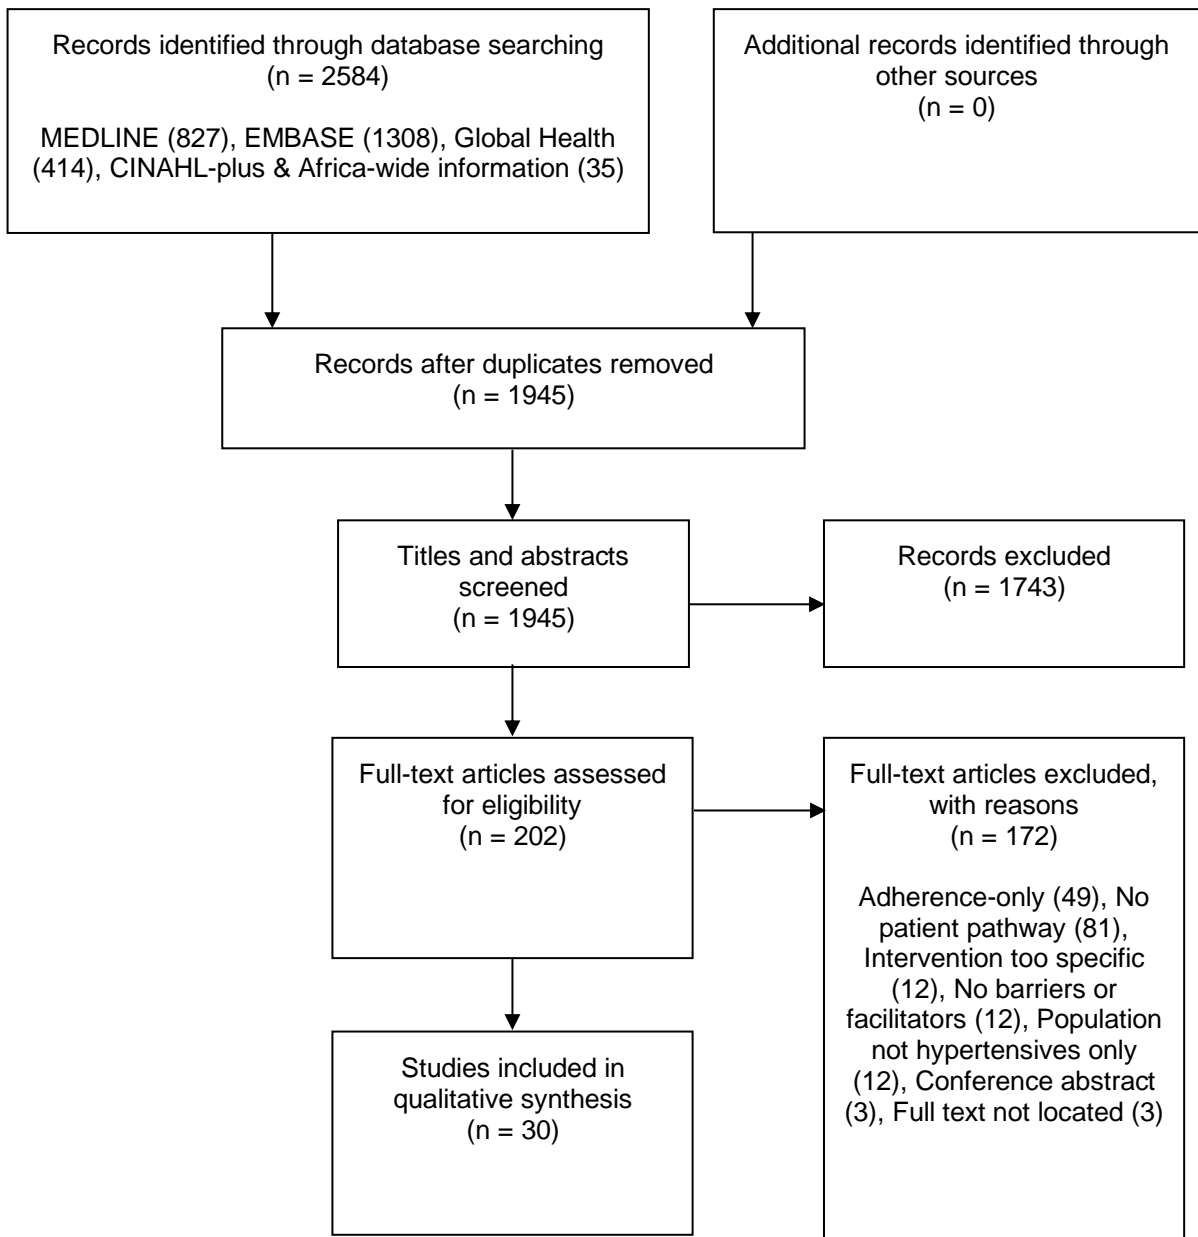 Records identified through database searching
(n = 2584)
MEDLINE (827), EMBASE (1308), Global Health
(414), CINAHL-plus & Africa-wide information (35)
Additional records identified through
other sources
(n = 0)
Records after duplicates removed
(n = 1945)
Titles and abstracts
screened
(n = 1945)
Records excluded
(n = 1743)
Full-text articles assessed
for eligibility
(n = 202)
Full-text articles excluded,
with reasons
(n = 172)
Adherence-only (49), No
patient pathway (81),
Intervention too specific
(12), No barriers or
facilitators (12), Population
not hypertensives only
(12), Conference abstract
(3), Full text not located (3)
Studies included in
qualitative synthesis
(n = 30)